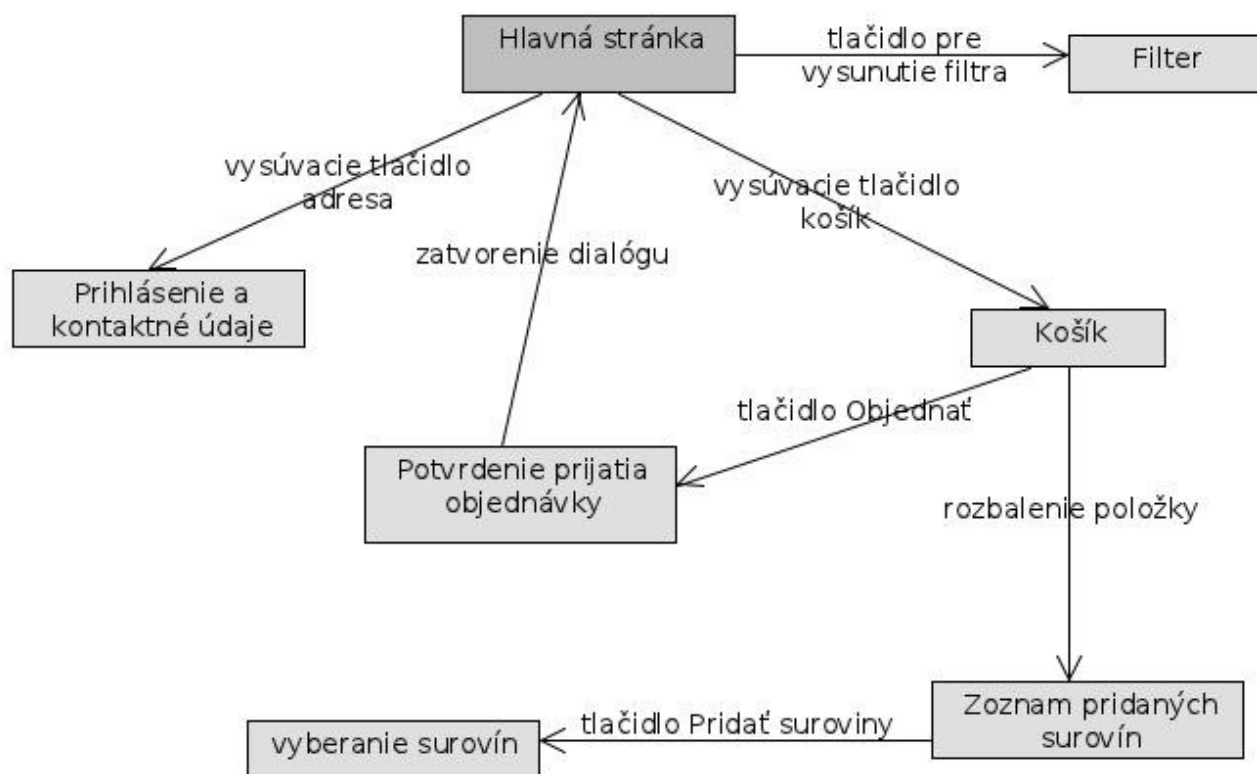 Hlavná stránka
tlačidlo pre
vysunutie filtra
Filter
vysúvacie tlačidlo
adresa
vysúvacie tlačidlo
košík
zatvorenie dialógu
Prihlásenie a
kontaktné údaje
Košík
tlačidlo Objednať
Potvrdenie prijatia
objednávky
rozbalenie položky
Zoznam pridaných
surovín
tlačidlo Pridať suroviny
vyberanie surovín